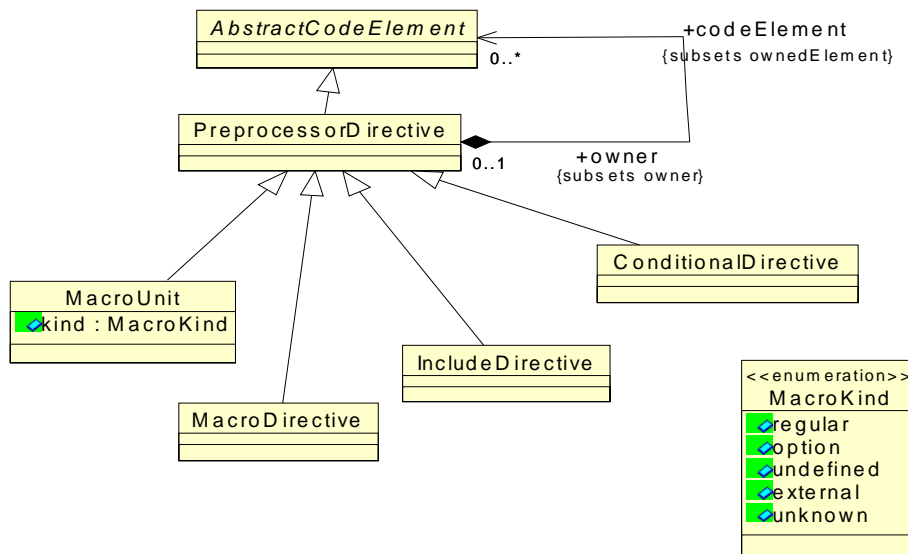 AbstractCodeElement
+codeElement
0..*
{subsets ownedElement}
PreprocessorDirective
0..1
+owner
{subsets owner}
ConditionalDirective
MacroUnit
kind : MacroKind
IncludeDirective
MacroDirective
<<enumeration>>
MacroKind
regular
option
undefined
external
unknown